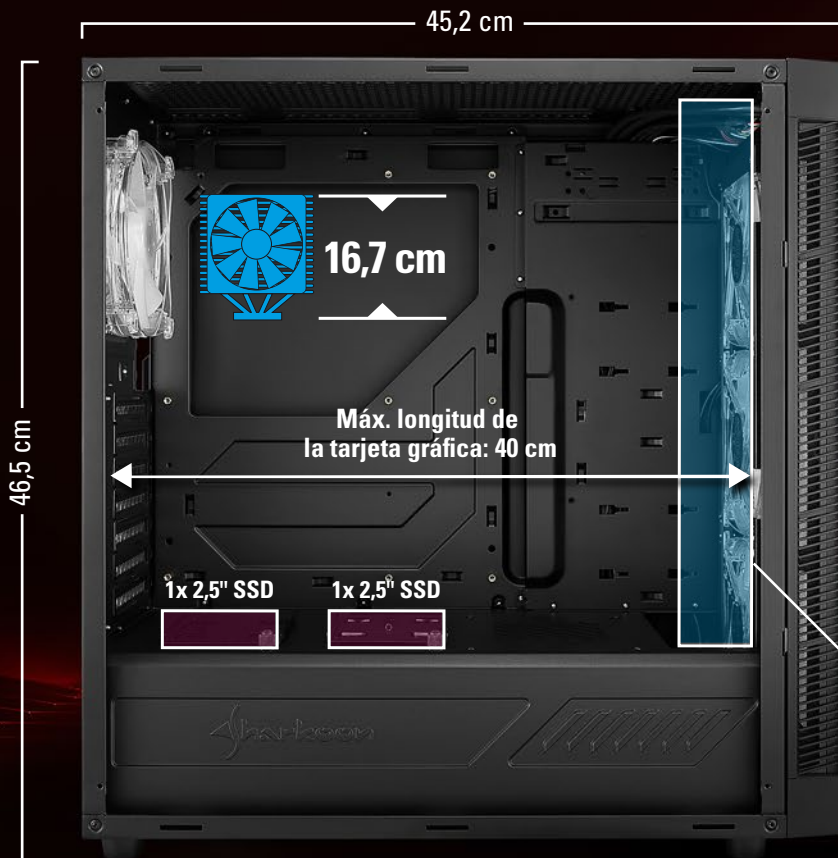 45,2 cm
16,7 cm
46,5 cm
Máx. longitud de
la tarjeta gráfica: 40 cm
1x 2,5" SSD
1x 2,5" SSD
Sharkoon